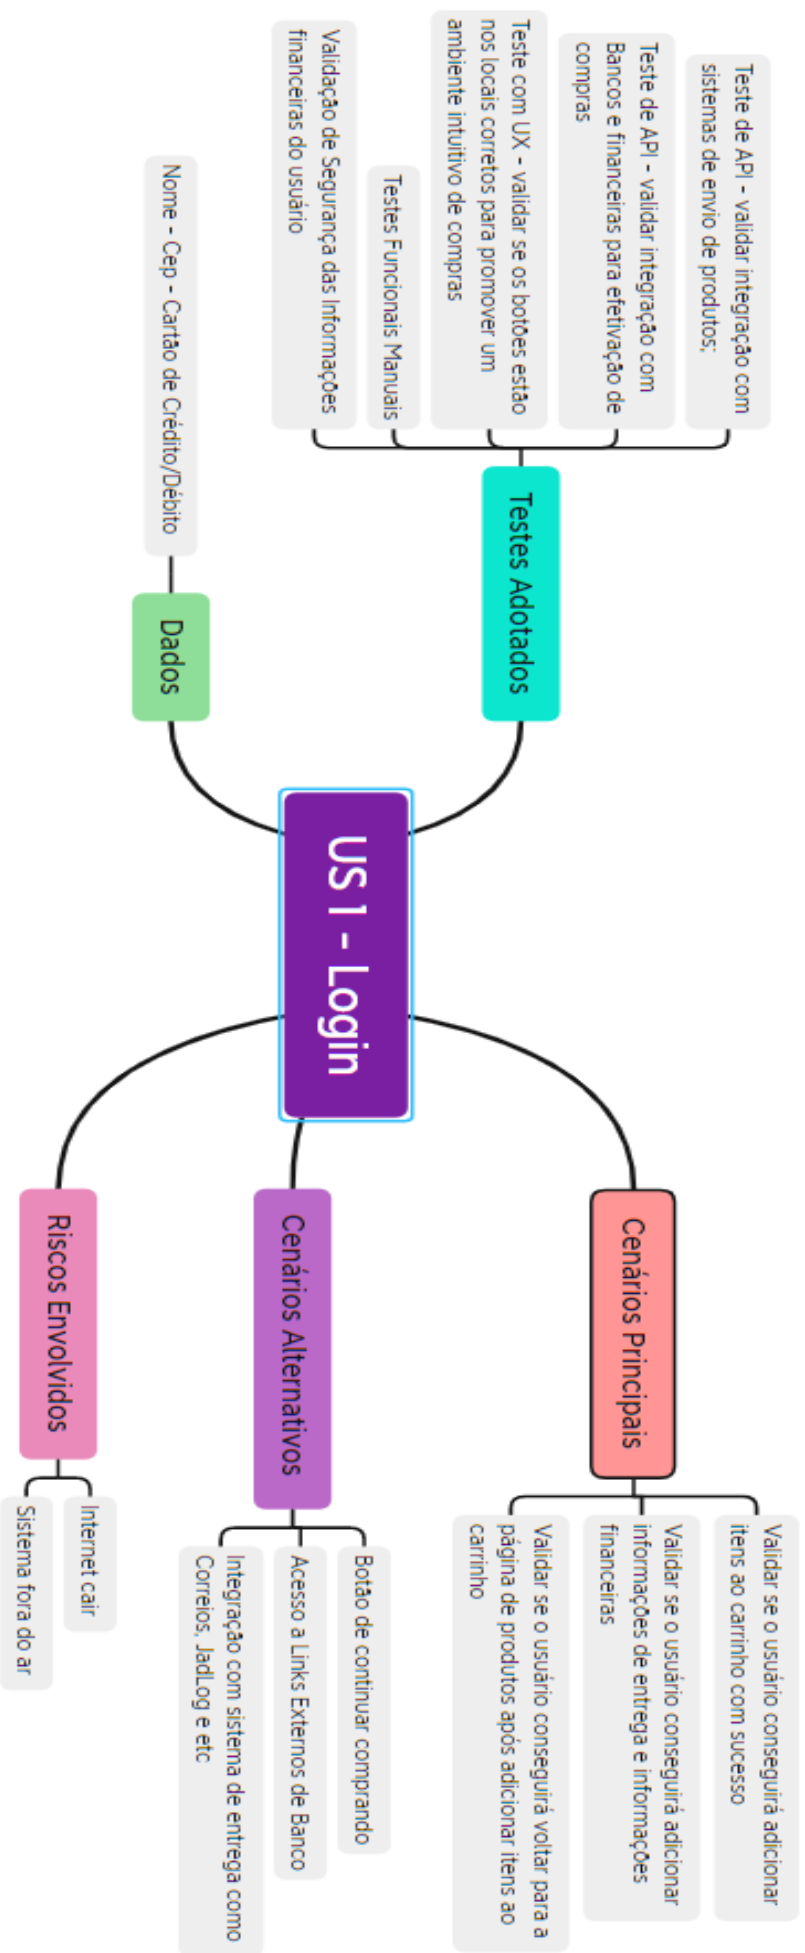 Teste de API - validar integração com
sistemas de envio de produtos;
Teste de API - validar integração com
Bancos e financeiras para efetivação de
compras
Teste com UX - validar se os botões estão
nos locais corretos para promover um
ambiente intuitivo de compras
Testes Funcionais Manuais
Validação de Segurança das Informações
financeiras do usuário
Testes Adotados
Nome - Cep - Cartão de Crédito/Débito
Dados
US 1 - Login
Cenários Principais
Validar se o usuário conseguirá adicionar
itens ao carrinho com sucesso
Validar se o usuário conseguirá adicionar
informações de entrega e informações
financeiras
Validar se o usuário conseguirá voltar para a
página de produtos após adicionar itens ao
carrinho
Cenários Alternativos
Botão de continuar comprando
Acesso a Links Externos de Banco
Integração com sistema de entrega como
Correios, JadLog e etc
Riscos Envolvidos
Internet cair
Sistema fora do ar